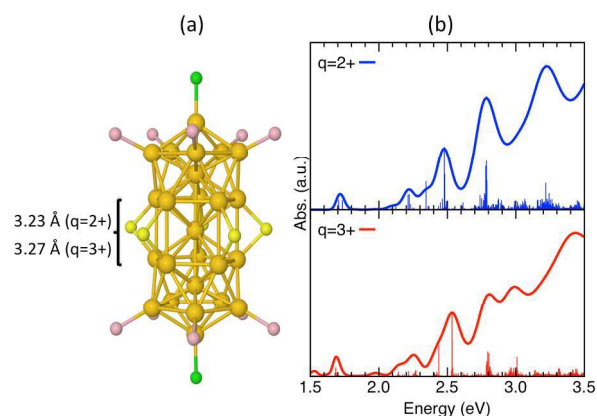 (a)
(b)
3.23 Å (q=2+)
3.27 Å (q=3+)
q=2+
q=3+
Abs. (a.u.)
1.5 2.0 2.5 3.0 3.5
Energy (eV)